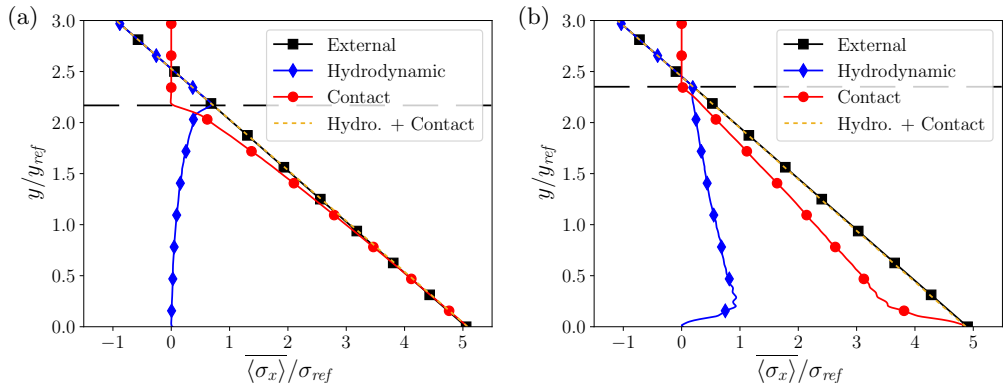 (a)
3.0
2.5
2.0
1.5
1.0
0.5
0.0
y/y_ref
External
Hydrodynamic
Contact
Hydro. + Contact
−1 0 1 2 3 4 5
⟨σ_x⟩/σ_ref
(b)
3.0
2.5
2.0
1.5
1.0
0.5
0.0
y/y_ref
External
Hydrodynamic
Contact
Hydro. + Contact
−1 0 1 2 3 4 5
⟨σ_x⟩/σ_ref